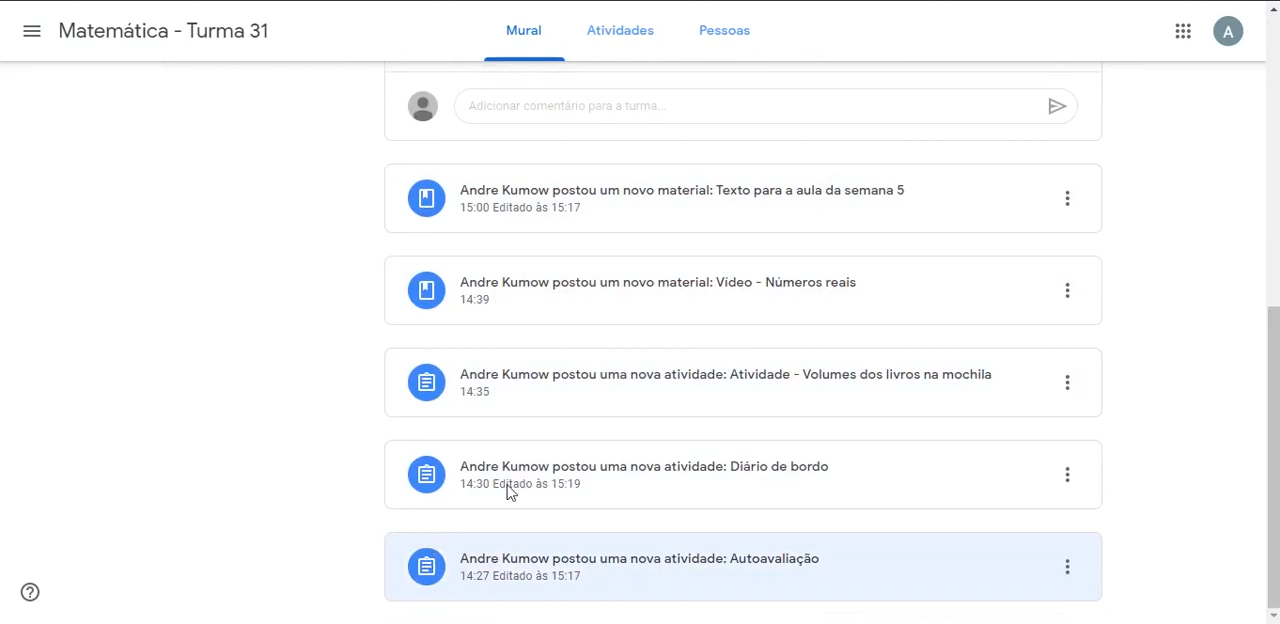 Matemática - Turma 31
Mural
Atividades
Pessoas
A
Adicionar comentário para a turma...
Andre Kumow postou um novo material: Texto para a aula da semana 5
15:00 Editado às 15:17
Andre Kumow postou um novo material: Vídeo - Números reais
14:39
Andre Kumow postou uma nova atividade: Atividade - Volumes dos livros na mochila
14:35
Andre Kumow postou uma nova atividade: Diário de bordo
14:30 Editado às 15:19
Andre Kumow postou uma nova atividade: Autoavaliação
14:27 Editado às 15:17